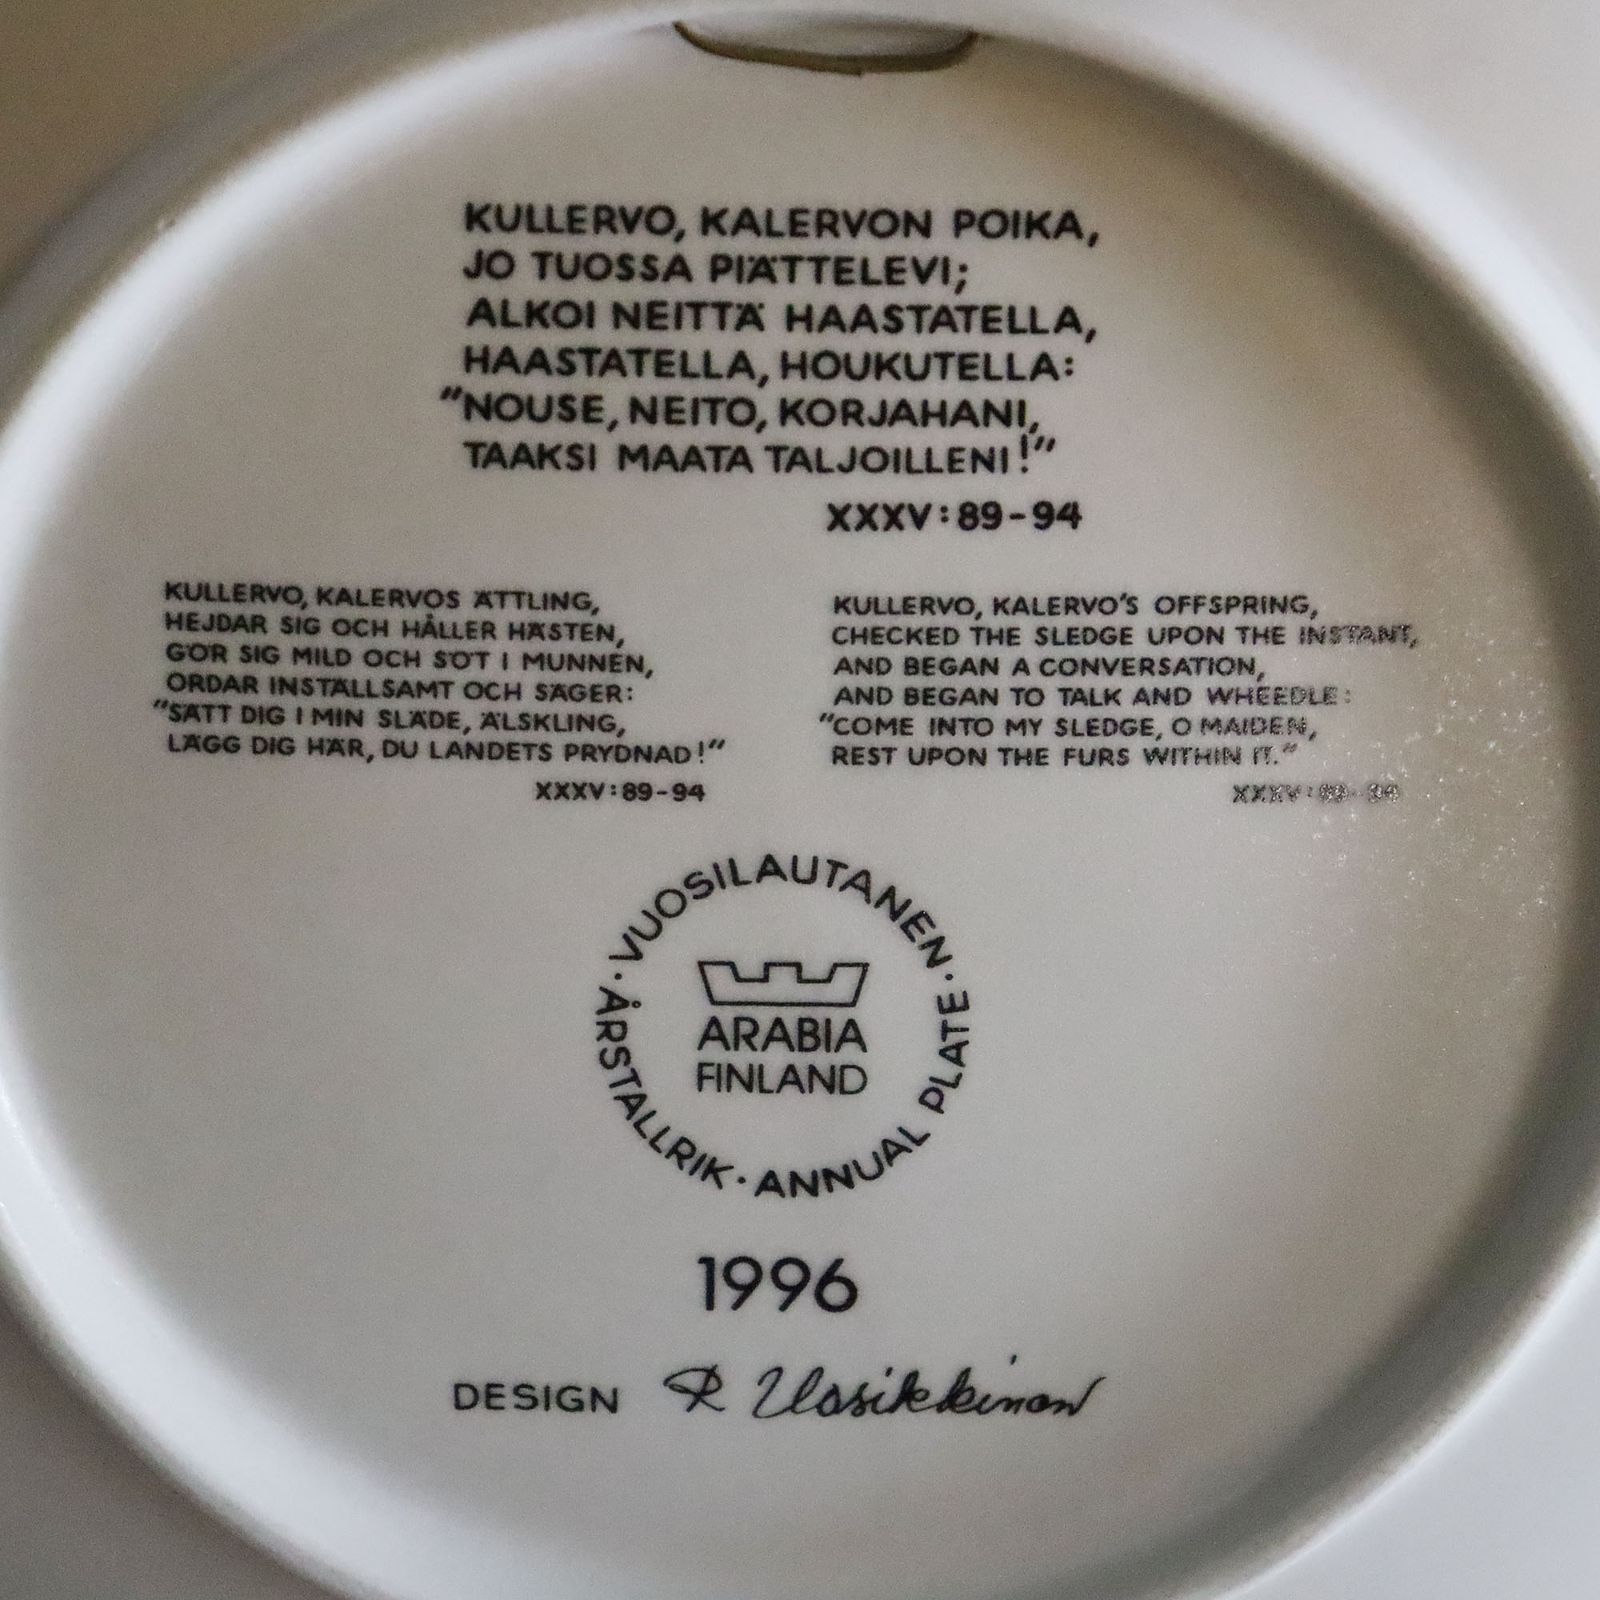 KULLERVO, KALERVON POIKA,
JO TUOSSA PIÄTTELEVI;
ALKOI NEITTÄ HAASTATELLA,
HAASTATELLA, HOUKUTELLA:
"NOUSE, NEITO, KORJAHANI,
TAAKSI MAATA TALJOILLENI!"
XXXV:89-94
KULLERVO, KALERVOS ÄTTLING,
HEJDAR SIG OCH HÅLLER HÄSTEN,
GÖR SIG MILD OCH SÖT I MUNNEN,
ORDAR INSTÄLLSAMT OCH SÄGER:
"SÄTT DIG I MIN SLÄDE, ÄLSKLING,
LÄGG DIG HÄR, DU LANDETS PRYDNAD!"
XXXV:89-94
KULLERVO, KALERVO'S OFFSPRING,
CHECKED THE SLEDGE UPON THE INSTANT,
AND BEGAN A CONVERSATION,
AND BEGAN TO TALK AND WHEEDLE:
"COME INTO MY SLEDGE, O MAIDEN,
REST UPON THE FURS WITHIN IT."
XXXV:89-94
VUOSILAUTANEN · ANNUAL PLATE · ÅRSTALLRIK ·
ARABIA
FINLAND
1996
DESIGN R Uosikkinen